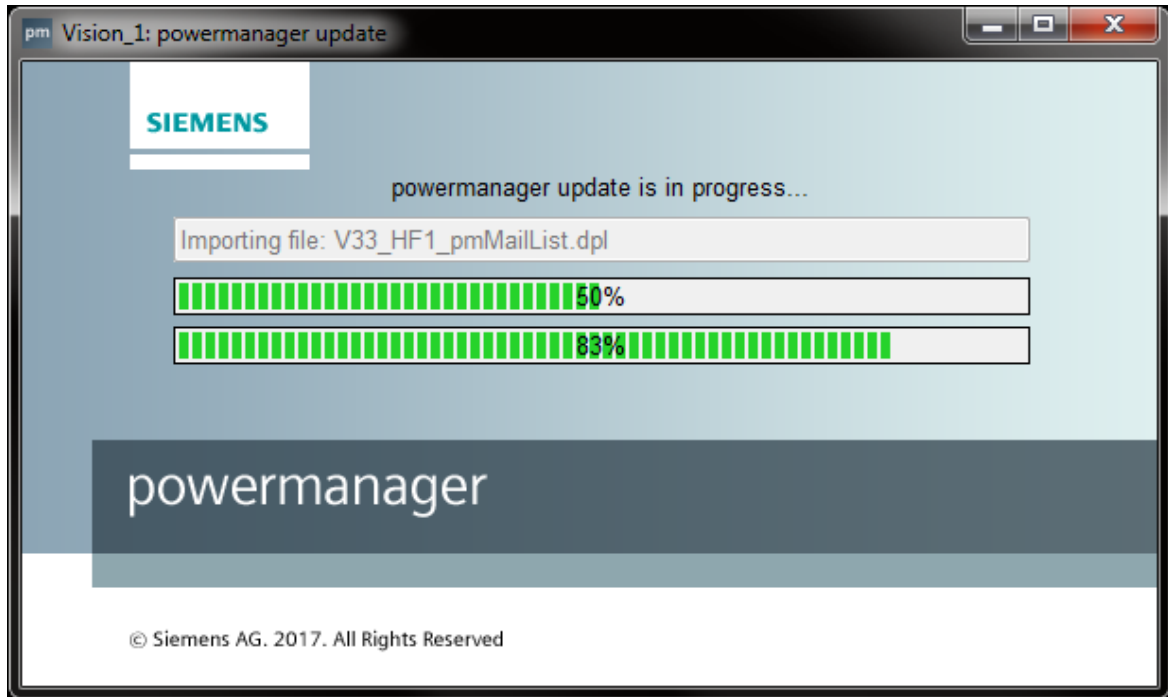 pm Vision_1: powermanager update
SIEMENS
powermanager update is in progress...
Importing file: V33_HF1_pmMailList.dpl
50%
83%
powermanager
© Siemens AG. 2017. All Rights Reserved